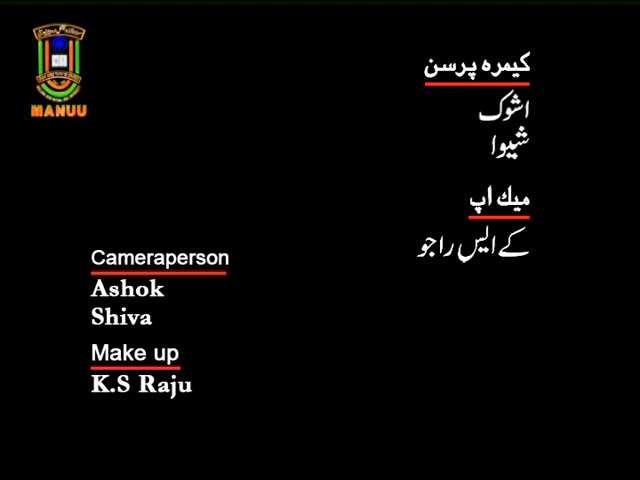 MANUU
کیمرہ پرسن
اشوک
شیوا
میک اپ
کے ایس راجو
Cameraperson
Ashok
Shiva
Make up
K.S Raju